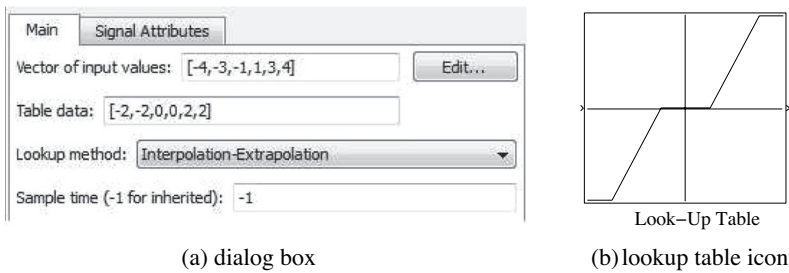 Main Signal Attributes
Vector of input values: [-4,-3,-1,1,3,4] Edit...
Table data: [-2,-2,0,0,2,2]
Lookup method: Interpolation-Extrapolation
Sample time (-1 for inherited): -1
Look-Up Table
(a) dialog box
(b) lookup table icon